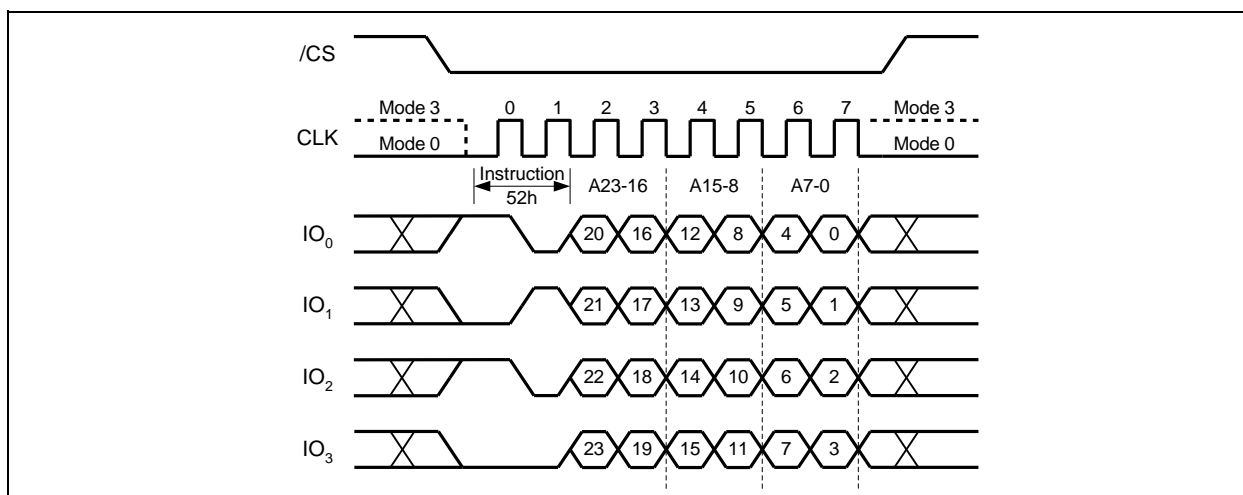 /CS
Mode 3 0 1 2 3 4 5 6 7 Mode 3
CLK
Mode 0 Mode 0
Instruction
52h
A23-16 A15-8 A7-0
IO0 20 16 12 8 4 0
IO1 21 17 13 9 5 1
IO2 22 18 14 10 6 2
IO3 23 19 15 11 7 3